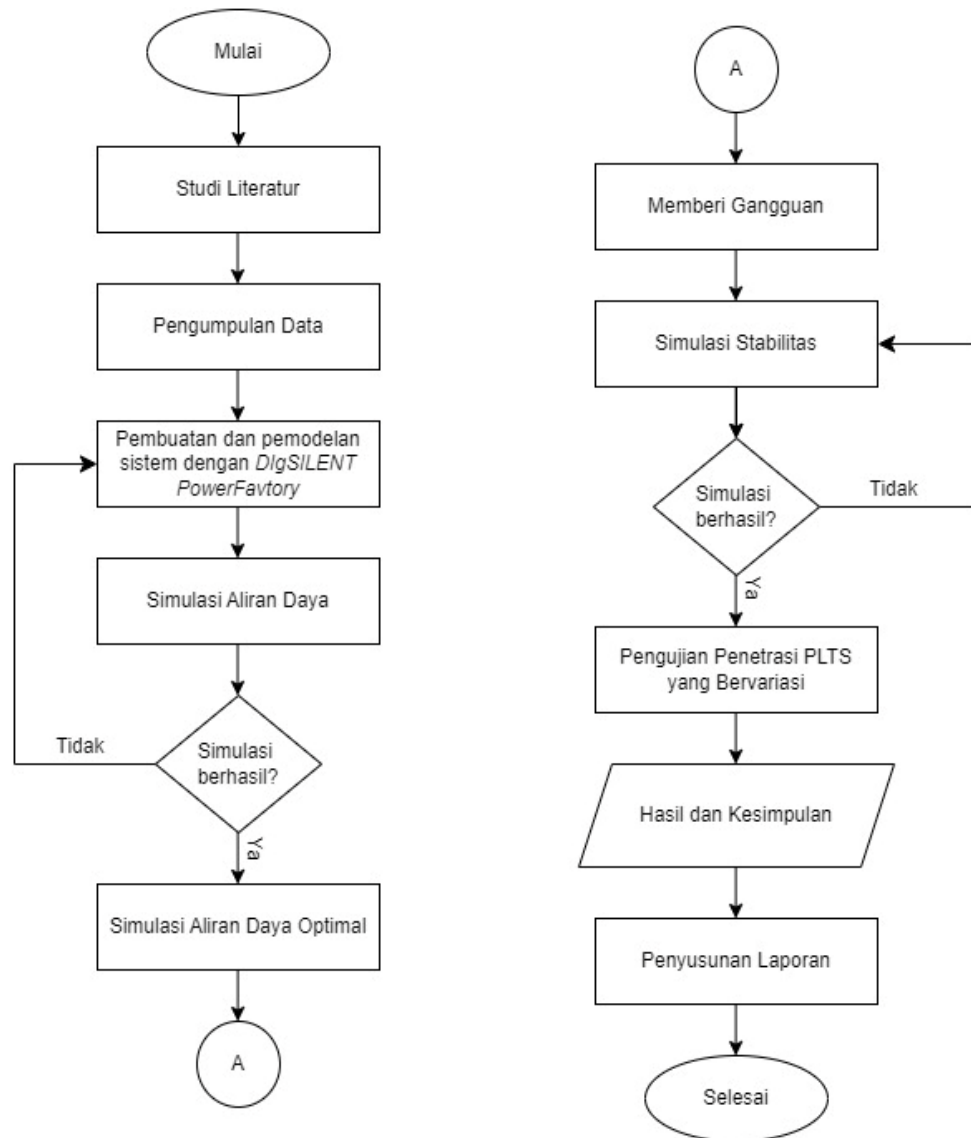 Mulai
Studi Literatur
Pengumpulan Data
Pembuatan dan pemodelan
sistem dengan DIgSILENT
PowerFavtory
Simulasi Aliran Daya
Simulasi
berhasil?
Tidak
Ya
Simulasi Aliran Daya Optimal
A
A
Memberi Gangguan
Simulasi Stabilitas
Simulasi
berhasil?
Tidak
Ya
Pengujian Penetrasi PLTS
yang Bervariasi
Hasil dan Kesimpulan
Penyusunan Laporan
Selesai